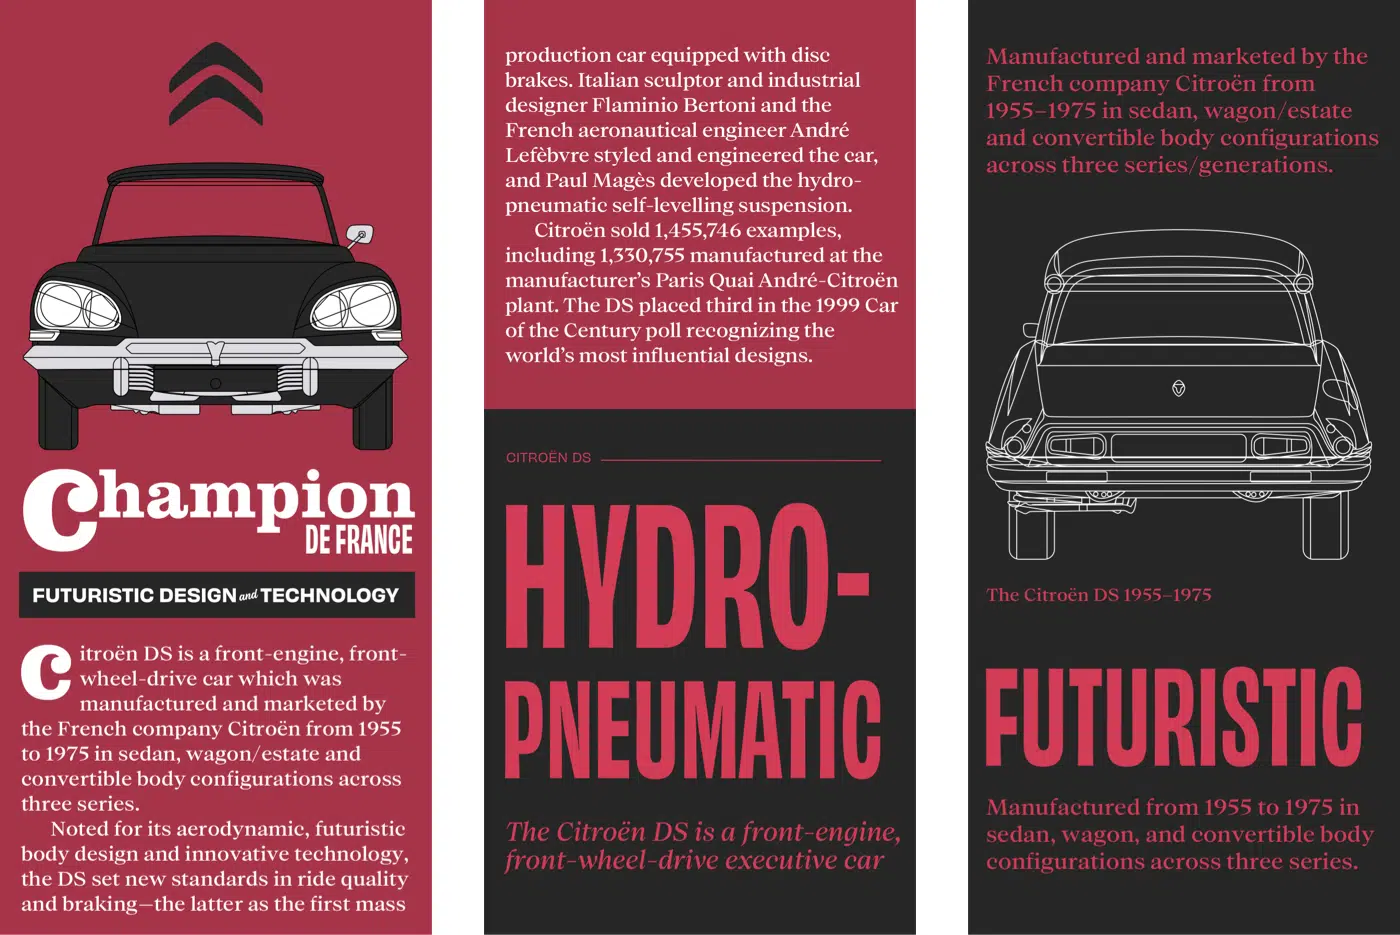 Champion
DE FRANCE
FUTURISTIC DESIGN and TECHNOLOGY
Citroën DS is a front-engine, front-
wheel-drive car which was
manufactured and marketed by
the French company Citroën from 1955
to 1975 in sedan, wagon/estate and
convertible body configurations across
three series.
Noted for its aerodynamic, futuristic
body design and innovative technology,
the DS set new standards in ride quality
and braking—the latter as the first mass
production car equipped with disc
brakes. Italian sculptor and industrial
designer Flaminio Bertoni and the
French aeronautical engineer André
Lefèbvre styled and engineered the car,
and Paul Magès developed the hydro-
pneumatic self-levelling suspension.
Citroën sold 1,455,746 examples,
including 1,330,755 manufactured at the
manufacturer’s Paris Quai André-Citroën
plant. The DS placed third in the 1999 Car
of the Century poll recognizing the
world’s most influential designs.
CITROËN DS
HYDRO-
PNEUMATIC
The Citroën DS is a front-engine,
front-wheel-drive executive car
Manufactured and marketed by the
French company Citroën from
1955–1975 in sedan, wagon/estate
and convertible body configurations
across three series/generations.
The Citroën DS 1955–1975
FUTURISTIC
Manufactured from 1955 to 1975 in
sedan, wagon, and convertible body
configurations across three series.